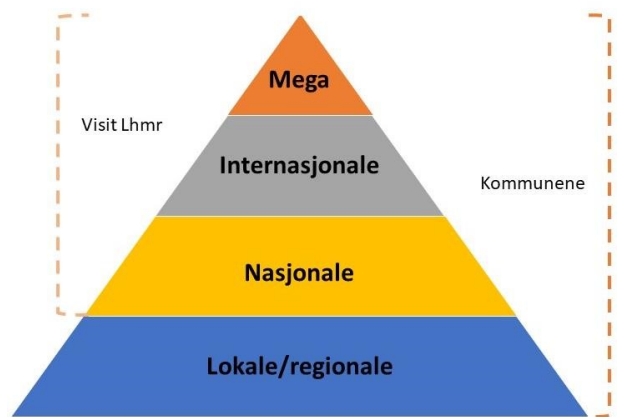 Mega
Visit Lhmr
Internasjonale
Kommunene
Nasjonale
Lokale/regionale